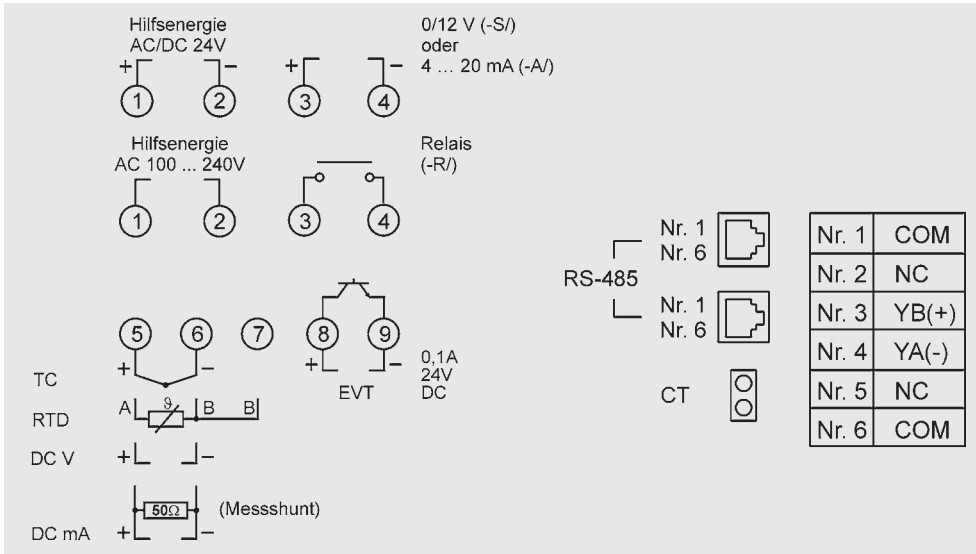 Hilfsenergie
AC/DC 24V
+ −
1 2
+ −
3 4
0/12 V (-S/)
oder
4 ... 20 mA (-A/)
Hilfsenergie
AC 100 ... 240V
1 2
3 4
Relais
(-R/)
5 6 7 8 9
+ −
+ −
EVT
0,1A
24V
DC
TC
RTD
A ϑ B B
DC V + −
50Ω (Messshunt)
DC mA + −
RS-485
Nr. 1
Nr. 6
Nr. 1
Nr. 6
CT
Nr. 1 COM
Nr. 2 NC
Nr. 3 YB(+)
Nr. 4 YA(-)
Nr. 5 NC
Nr. 6 COM